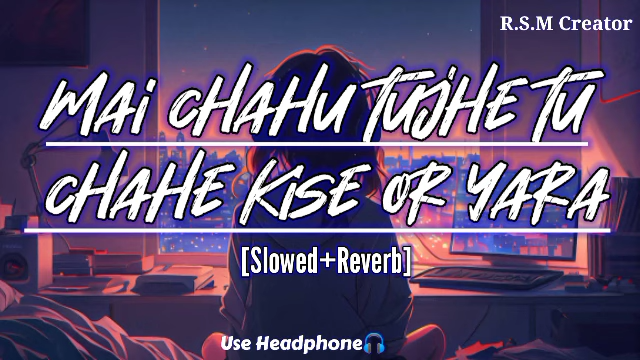 R.S.M Creator
MAi CHAHU TUJHE TU
CHAHE KISE OR YARA
[Slowed+Reverb]
Use Headphone🎧